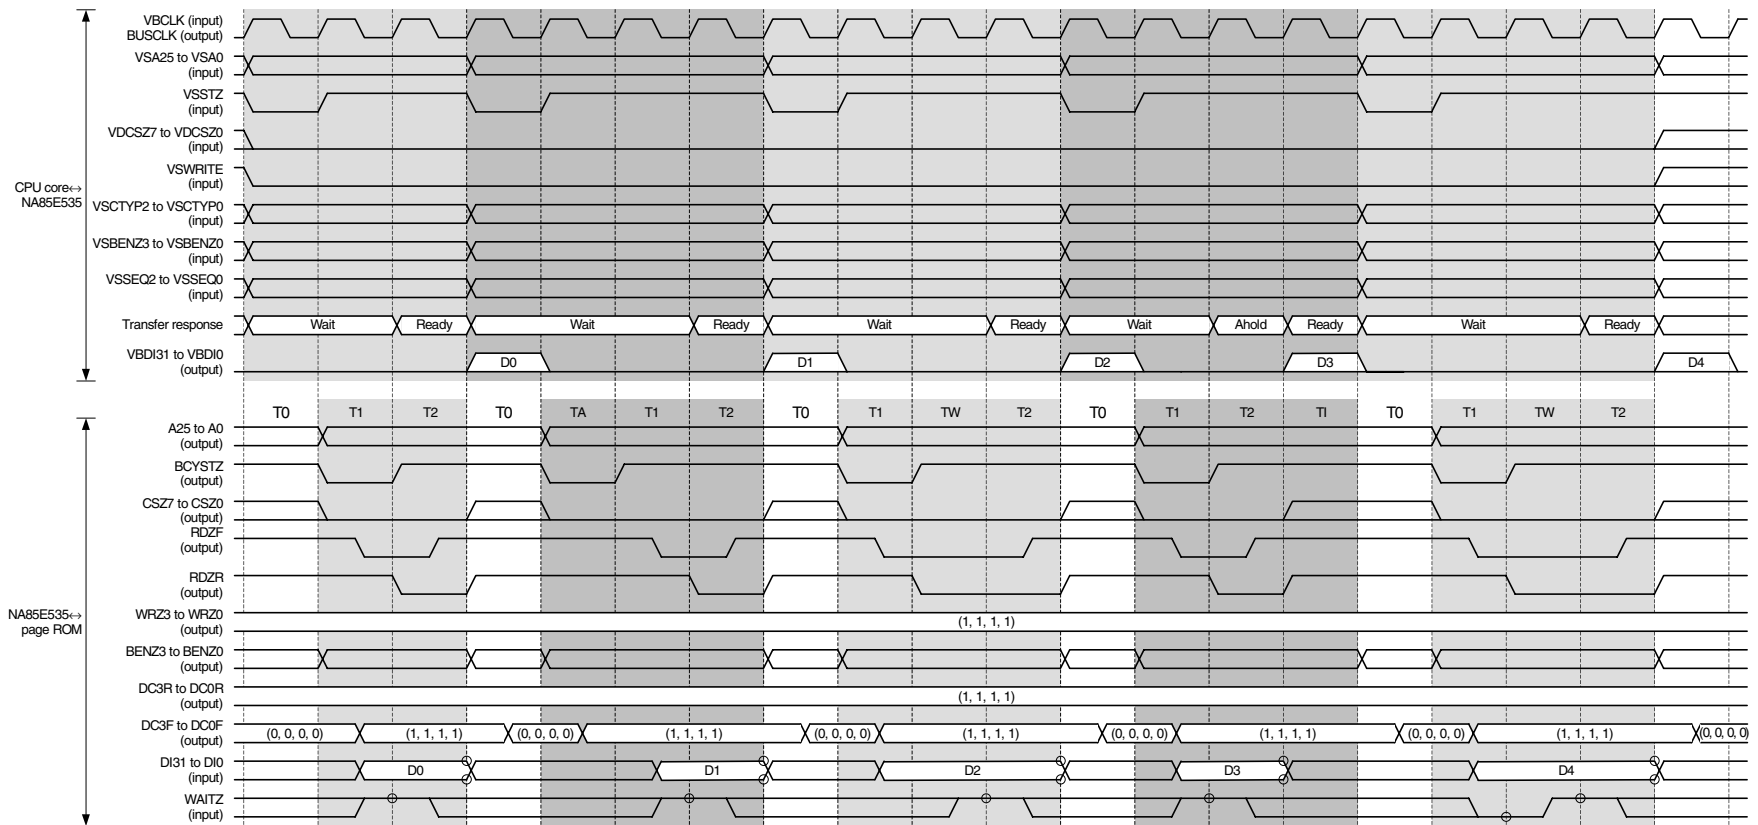 VBCLK (input)
BUSCLK (output)
VSA25 to VSA0
(input)
VSSTZ
(input)
VDCSZ7 to VDCSZ0
(input)
VSWRITE
(input)
CPU core↔
NA85E535
VSCTYP2 to VSCTYP0
(input)
VSBENZ3 to VSBENZ0
(input)
VSSEQ2 to VSSEQ0
(input)
Transfer response Wait Ready Wait Ready Wait Ready Wait Ahold Ready Wait Ready
VBDI31 to VBDI0
(output)
D0 D1 D2 D3 D4
T0 T1 T2 T0 TA T1 T2 T0 T1 TW T2 T0 T1 T2 TI T0 T1 TW T2
A25 to A0
(output)
BCYSTZ
(output)
CSZ7 to CSZ0
(output)
RDZF
(output)
RDZR
(output)
NA85E535↔
page ROM
WRZ3 to WRZ0
(output)
(1, 1, 1, 1)
BENZ3 to BENZ0
(output)
DC3R to DC0R
(output)
(1, 1, 1, 1)
DC3F to DC0F
(output)
(0, 0, 0, 0) (1, 1, 1, 1) (0, 0, 0, 0) (1, 1, 1, 1) (0, 0, 0, 0) (1, 1, 1, 1) (0, 0, 0, 0) (1, 1, 1, 1) (0, 0, 0, 0) (1, 1, 1, 1) (0, 0, 0, 0)
DI31 to DI0
(input)
D0 D1 D2 D3 D4
WAITZ
(input)